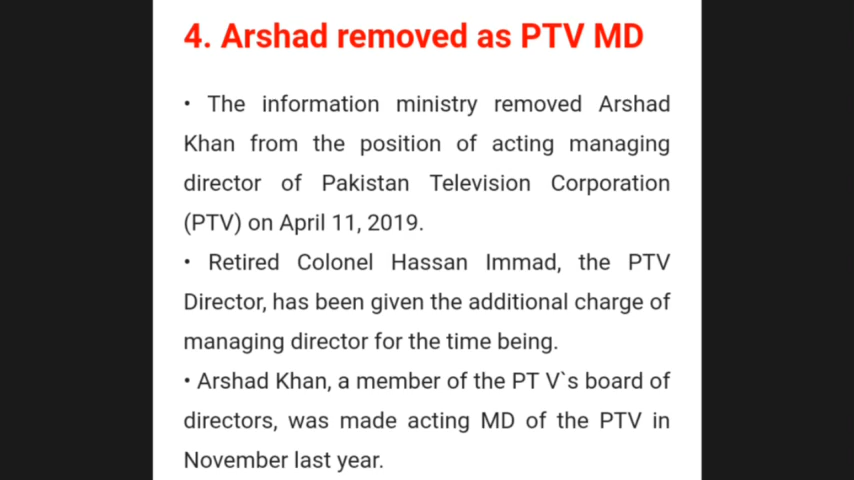 4. Arshad removed as PTV MD
• The information ministry removed Arshad
Khan from the position of acting managing
director of Pakistan Television Corporation
(PTV) on April 11, 2019.
• Retired Colonel Hassan Immad, the PTV
Director, has been given the additional charge of
managing director for the time being.
• Arshad Khan, a member of the PT V`s board of
directors, was made acting MD of the PTV in
November last year.